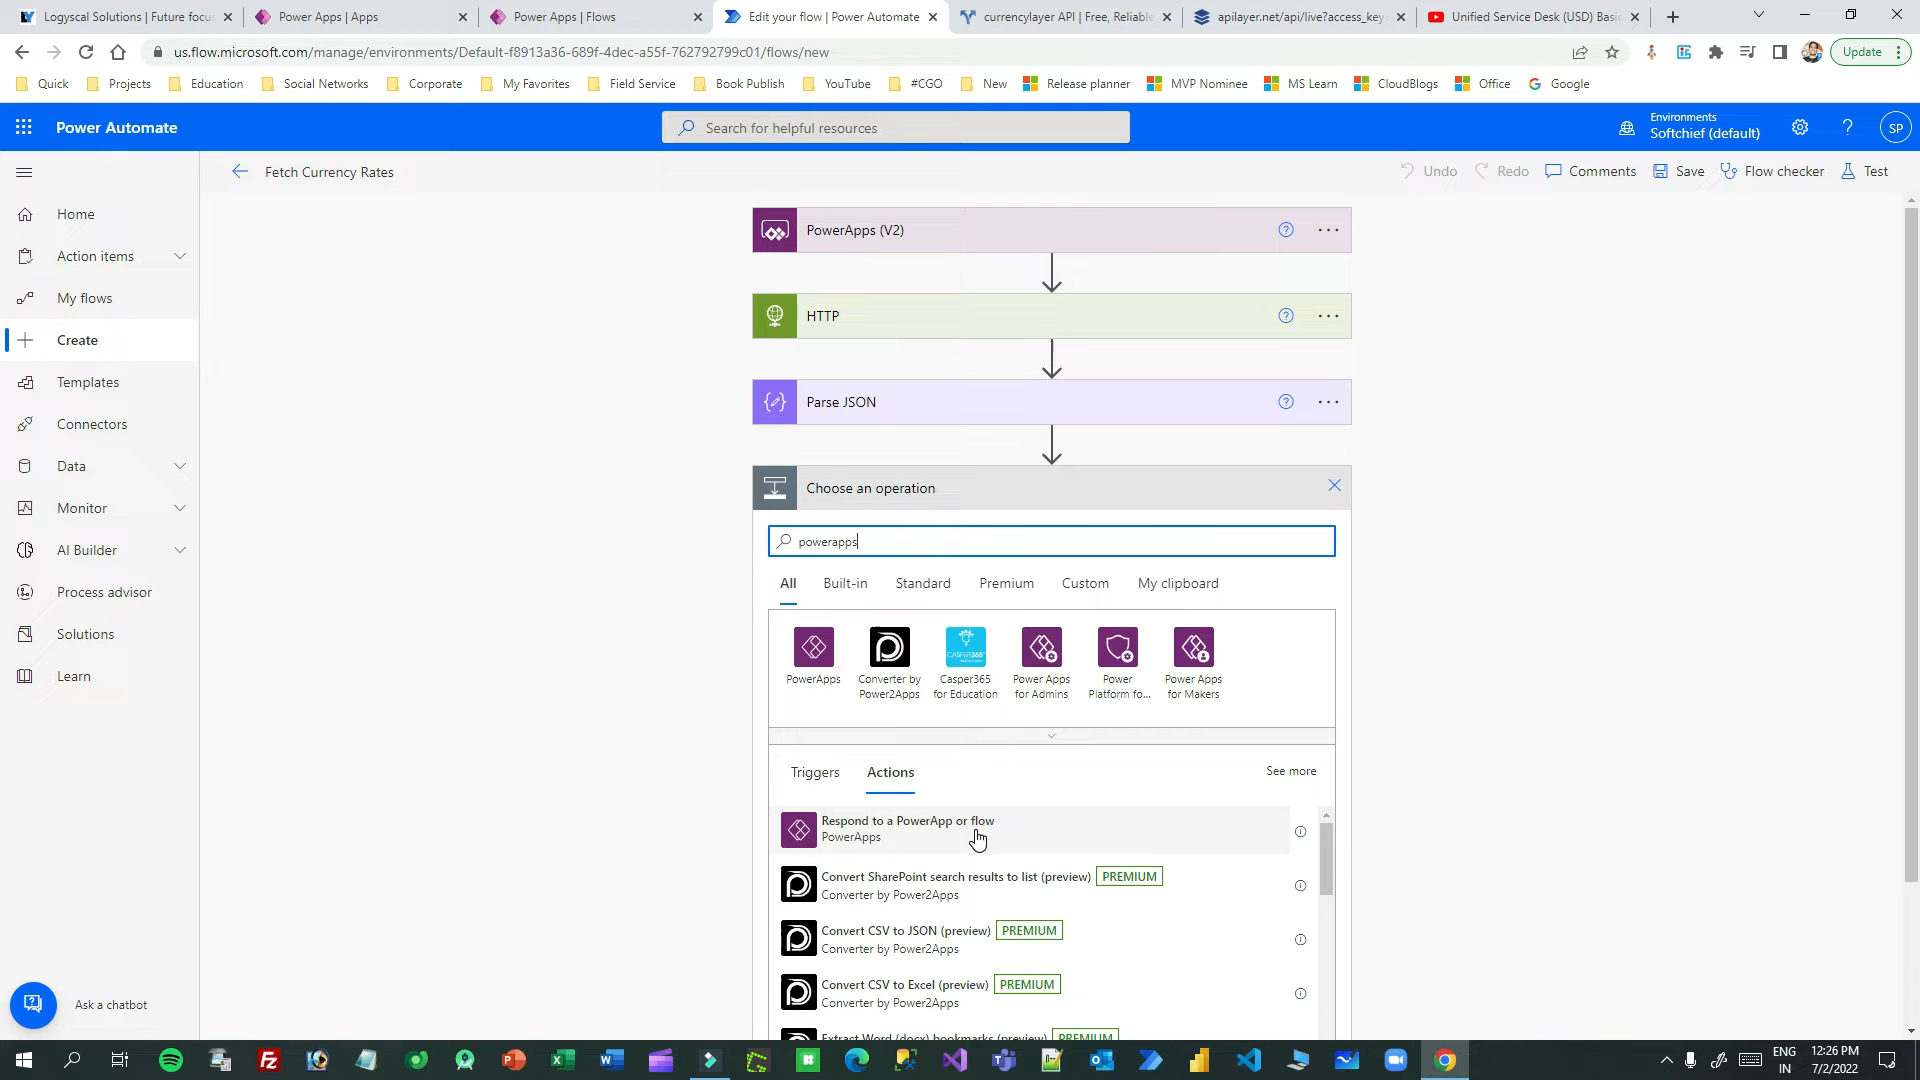 Logyscal Solutions | Future focus
Power Apps | Apps
Power Apps | Flows
Edit your flow | Power Automate
currencylayer API | Free, Reliable
apilayer.net/api/live?access_key
Unified Service Desk (USD) Basic
us.flow.microsoft.com/manage/environments/Default-f8913a36-689f-4dec-a55f-762792799c01/flows/new
Update
Quick
Projects
Education
Social Networks
Corporate
My Favorites
Field Service
Book Publish
YouTube
#CGO
New
Release planner
MVP Nominee
MS Learn
CloudBlogs
Office
Google
Power Automate
Search for helpful resources
Environments
Softchief (default)
SP
Fetch Currency Rates
Undo
Redo
Comments
Save
Flow checker
Test
Home
Action items
My flows
Create
Templates
Connectors
Data
Monitor
AI Builder
Process advisor
Solutions
Learn
Ask a chatbot
PowerApps (V2)
HTTP
Parse JSON
Choose an operation
powerapps
All
Built-in
Standard
Premium
Custom
My clipboard
CASPER365
PowerApps
Converter by
Power2Apps
Casper365
for Education
Power Apps
for Admins
Power
Platform fo...
Power Apps
for Makers
Triggers
Actions
See more
Respond to a PowerApp or flow
PowerApps
Convert SharePoint search results to list (preview) PREMIUM
Converter by Power2Apps
Convert CSV to JSON (preview) PREMIUM
Converter by Power2Apps
Convert CSV to Excel (preview) PREMIUM
Converter by Power2Apps
Extract Word (docx) bookmarks (preview) PREMIUM
ENG
IN
12:26 PM
7/2/2022